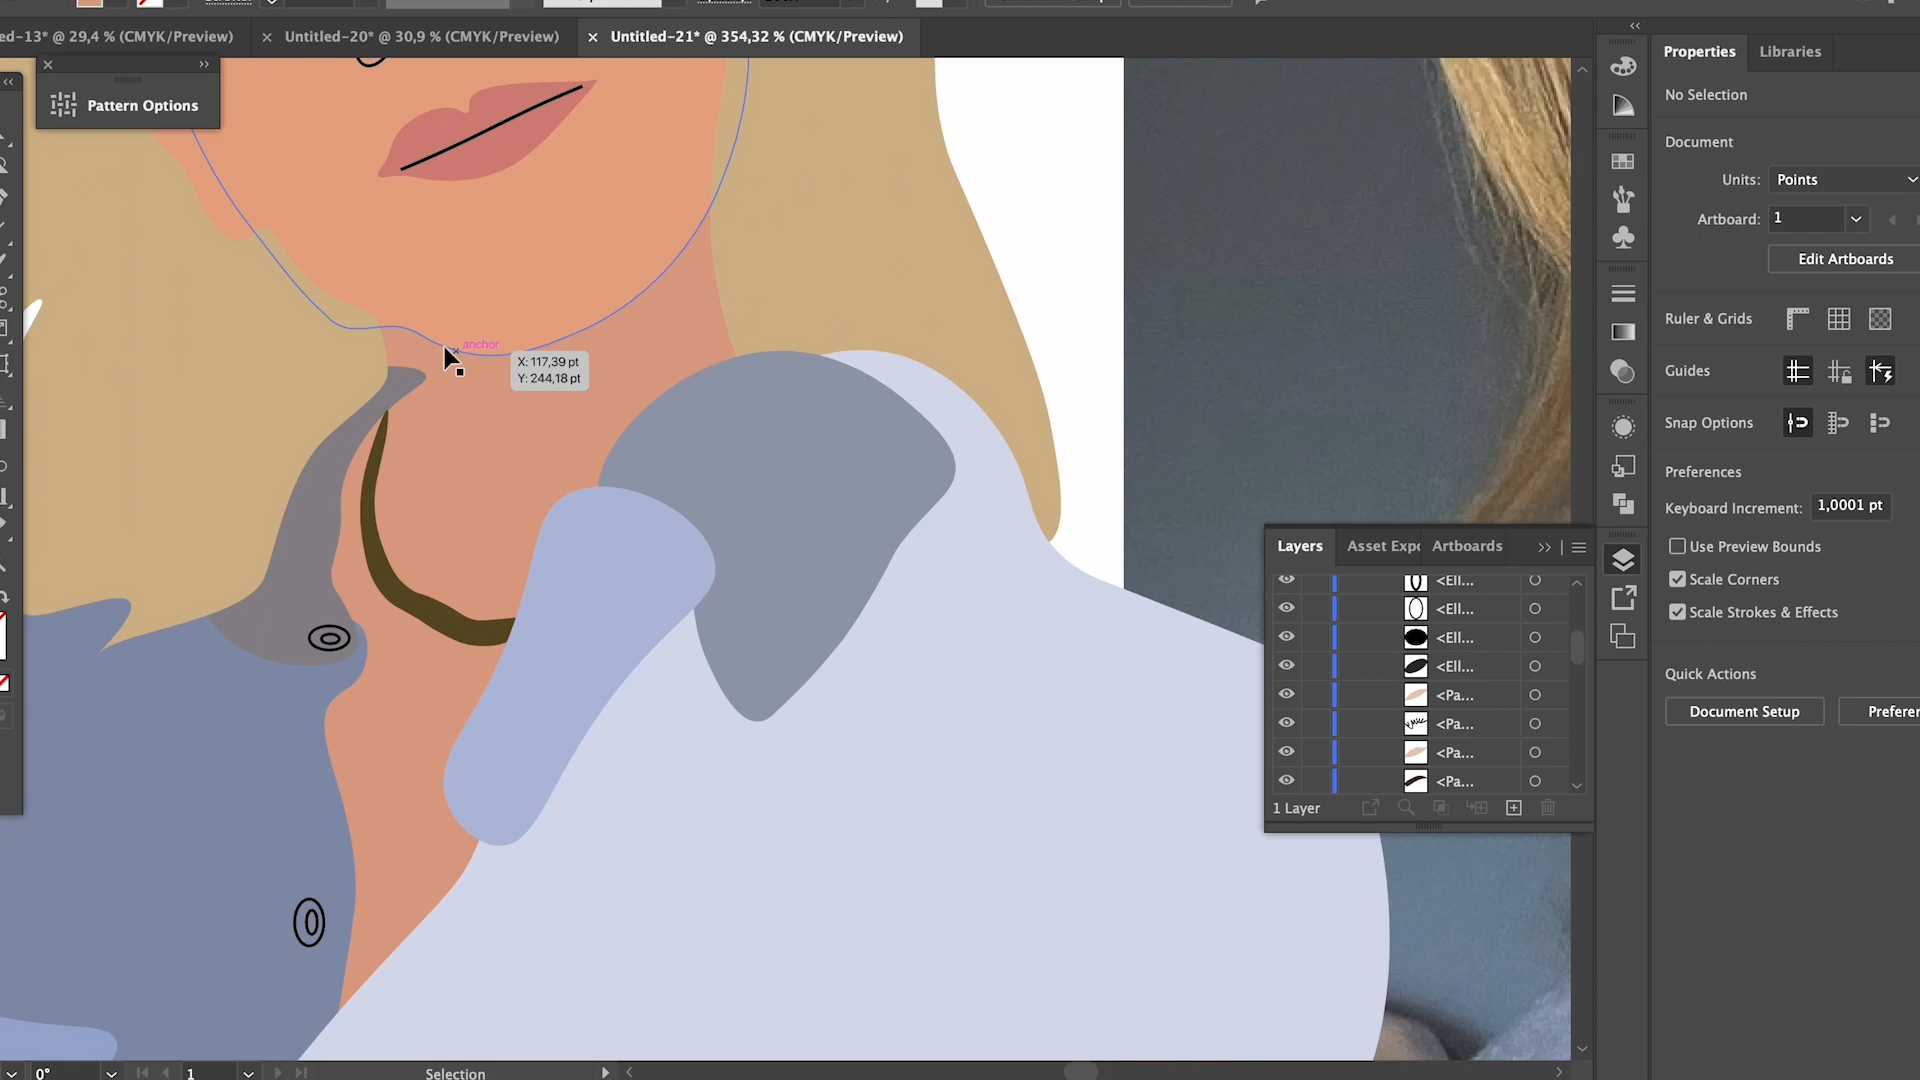 ed-13* @ 29,4 % (CMYK/Preview)
Untitled-20* @ 30,9 % (CMYK/Preview)
Untitled-21* @ 354,32 % (CMYK/Preview)
Pattern Options
anchor
X: 117,39 pt
Y: 244,18 pt
Properties
Libraries
No Selection
Document
Units:
Points
Artboard:
1
Edit Artboards
Ruler & Grids
Guides
Snap Options
Preferences
Keyboard Increment:
1,0001 pt
Use Preview Bounds
Scale Corners
Scale Strokes & Effects
Quick Actions
Document Setup
Preferer
Layers
Asset Expo
Artboards
<Ell...
<Ell...
<Ell...
<Ell...
<Pa...
<Pa...
<Pa...
<Pa...
1 Layer
0°
1
Selection